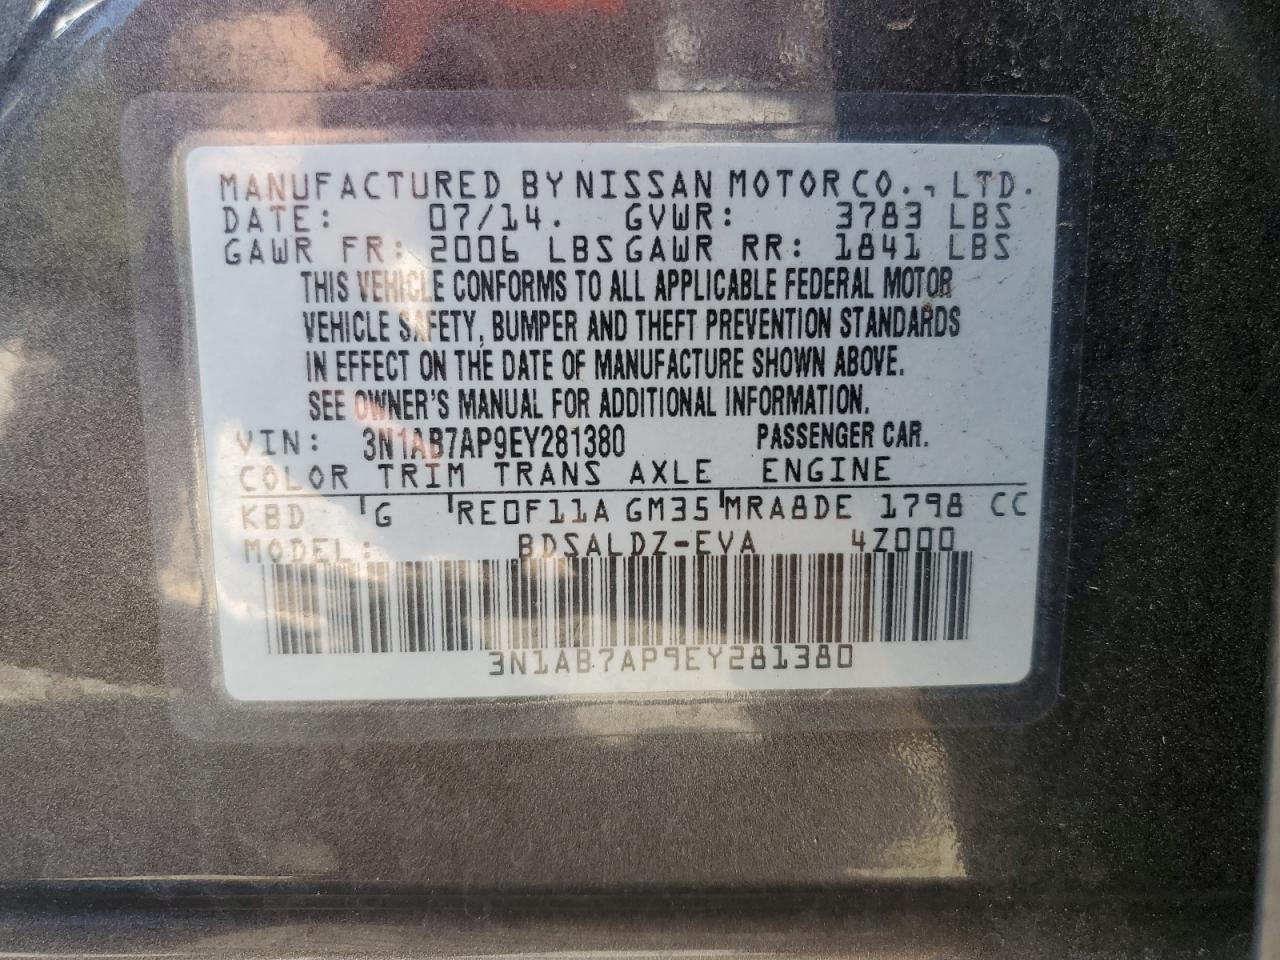 MANUFACTURED BY NISSAN MOTOR CO., LTD.
DATE: 07/14. GVWR: 3783 LBS
GAWR FR: 2006 LBS GAWR RR: 1841 LBS
THIS VEHICLE CONFORMS TO ALL APPLICABLE FEDERAL MOTOR
VEHICLE SAFETY, BUMPER AND THEFT PREVENTION STANDARDS
IN EFFECT ON THE DATE OF MANUFACTURE SHOWN ABOVE.
SEE OWNER'S MANUAL FOR ADDITIONAL INFORMATION.
VIN: 3N1AB7AP9EY281380 PASSENGER CAR.
COLOR TRIM TRANS AXLE ENGINE
KBD G RE0F11A GM35 MRA8DE 1798 CC
MODEL: BDSALDZ-EVA 4Z000
3N1AB7AP9EY281380